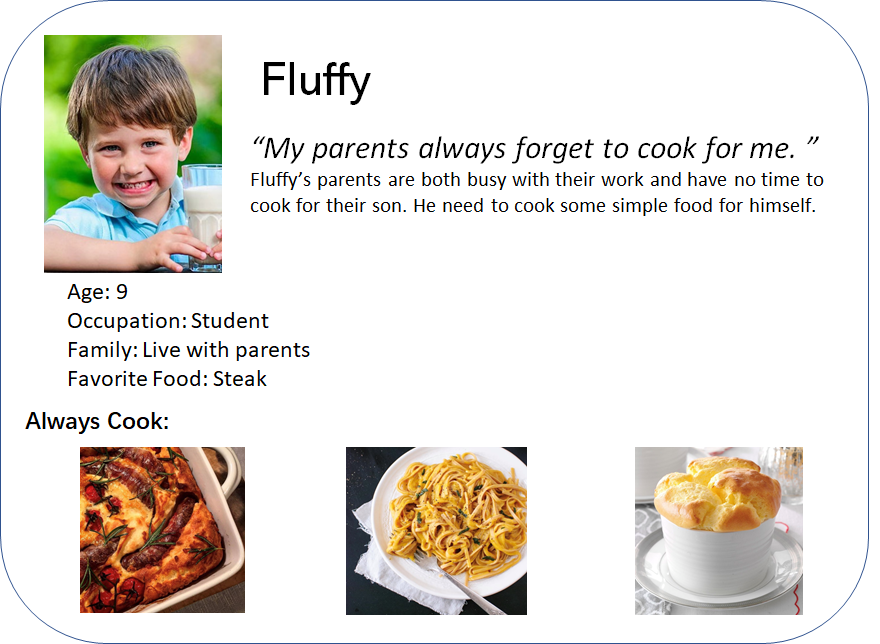 Fluffy
“My parents always forget to cook for me. ”
Fluffy’s parents are both busy with their work and have no time to
cook for their son. He need to cook some simple food for himself.
Age: 9
Occupation: Student
Family: Live with parents
Favorite Food: Steak
Always Cook: